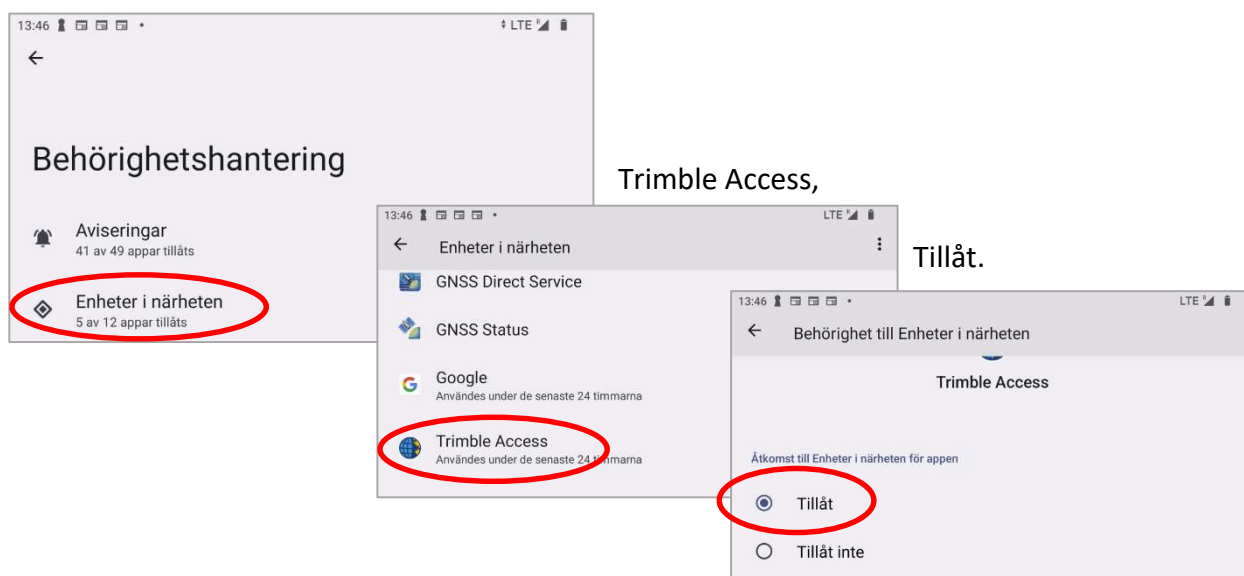 13:46
LTE R
Behörighetshantering
Aviseringar
41 av 49 appar tillåts
Enheter i närheten
5 av 12 appar tillåts
Trimble Access,
13:46
LTE R
Enheter i närheten
GNSS Direct Service
GNSS Status
Google
Användes under de senaste 24 timmarna
Trimble Access
Användes under de senaste 24 timmarna
Tillåt.
13:46
LTE R
Behörighet till Enheter i närheten
Trimble Access
Åtkomst till Enheter i närheten för appen
Tillåt
Tillåt inte